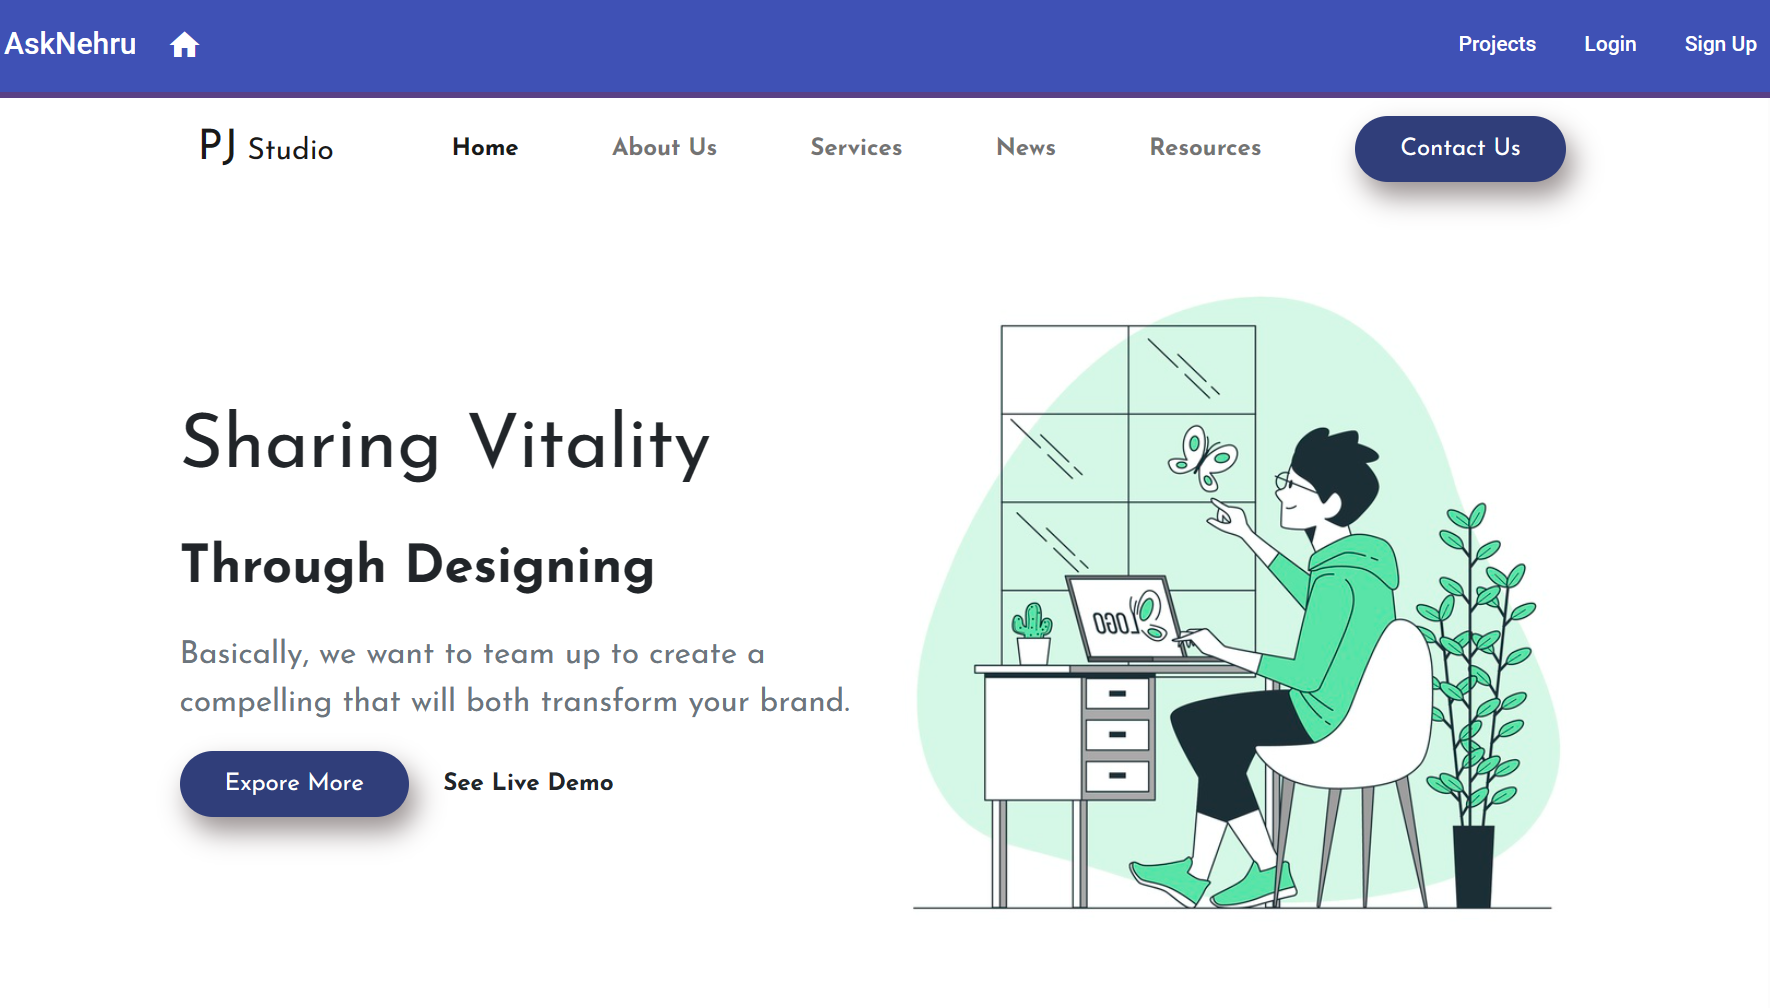 AskNehru
Projects Login Sign Up
PJ Studio
Home About Us Services News Resources Contact Us
Sharing Vitality
Through Designing
Basically, we want to team up to create a
compelling that will both transform your brand.
Expore More See Live Demo
LOGO